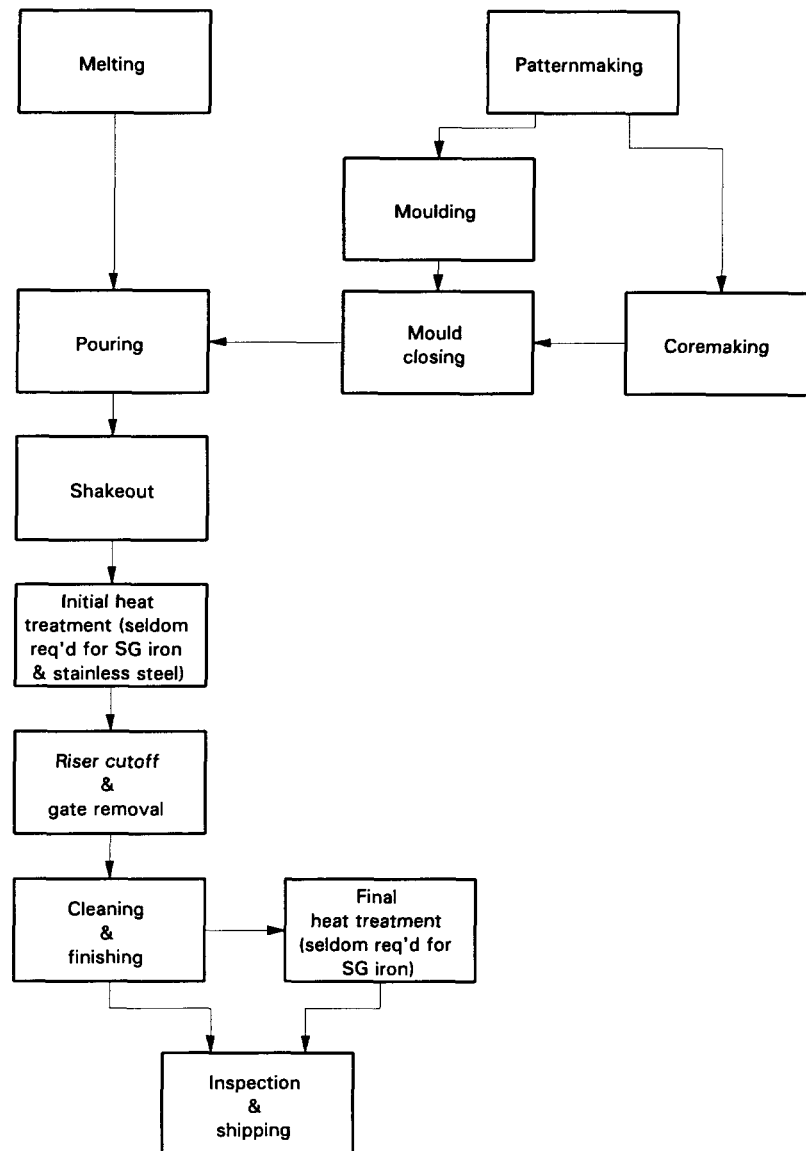 Melting
Patternmaking
Moulding
Pouring
Mould
closing
Coremaking
Shakeout
Initial heat
treatment (seldom
req'd for SG iron
& stainless steel)
Riser cutoff
&
gate removal
Cleaning
&
finishing
Final
heat treatment
(seldom req'd for
SG iron)
Inspection
&
shipping